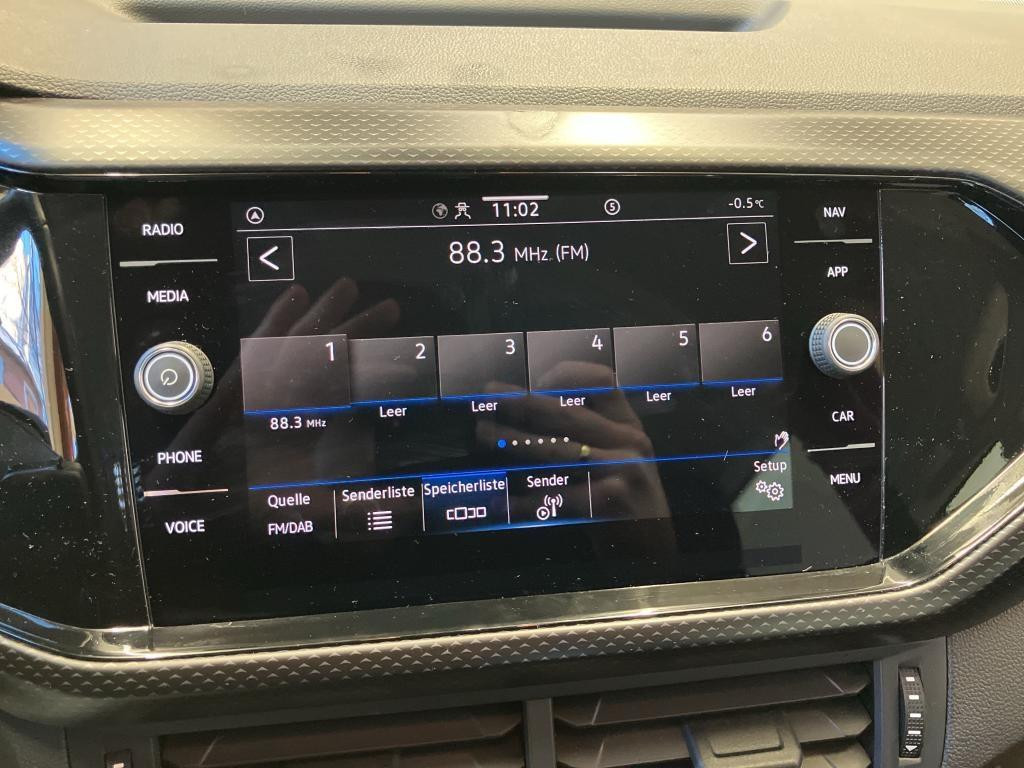 RADIO
MEDIA
PHONE
VOICE
11:02
5
-0.5°C
88.3 MHz (FM)
1
2
3
4
5
6
88.3 MHz
Leer
Leer
Leer
Leer
Leer
Quelle
FM/DAB
Senderliste
Speicherliste
Sender
Setup
NAV
APP
CAR
MENU